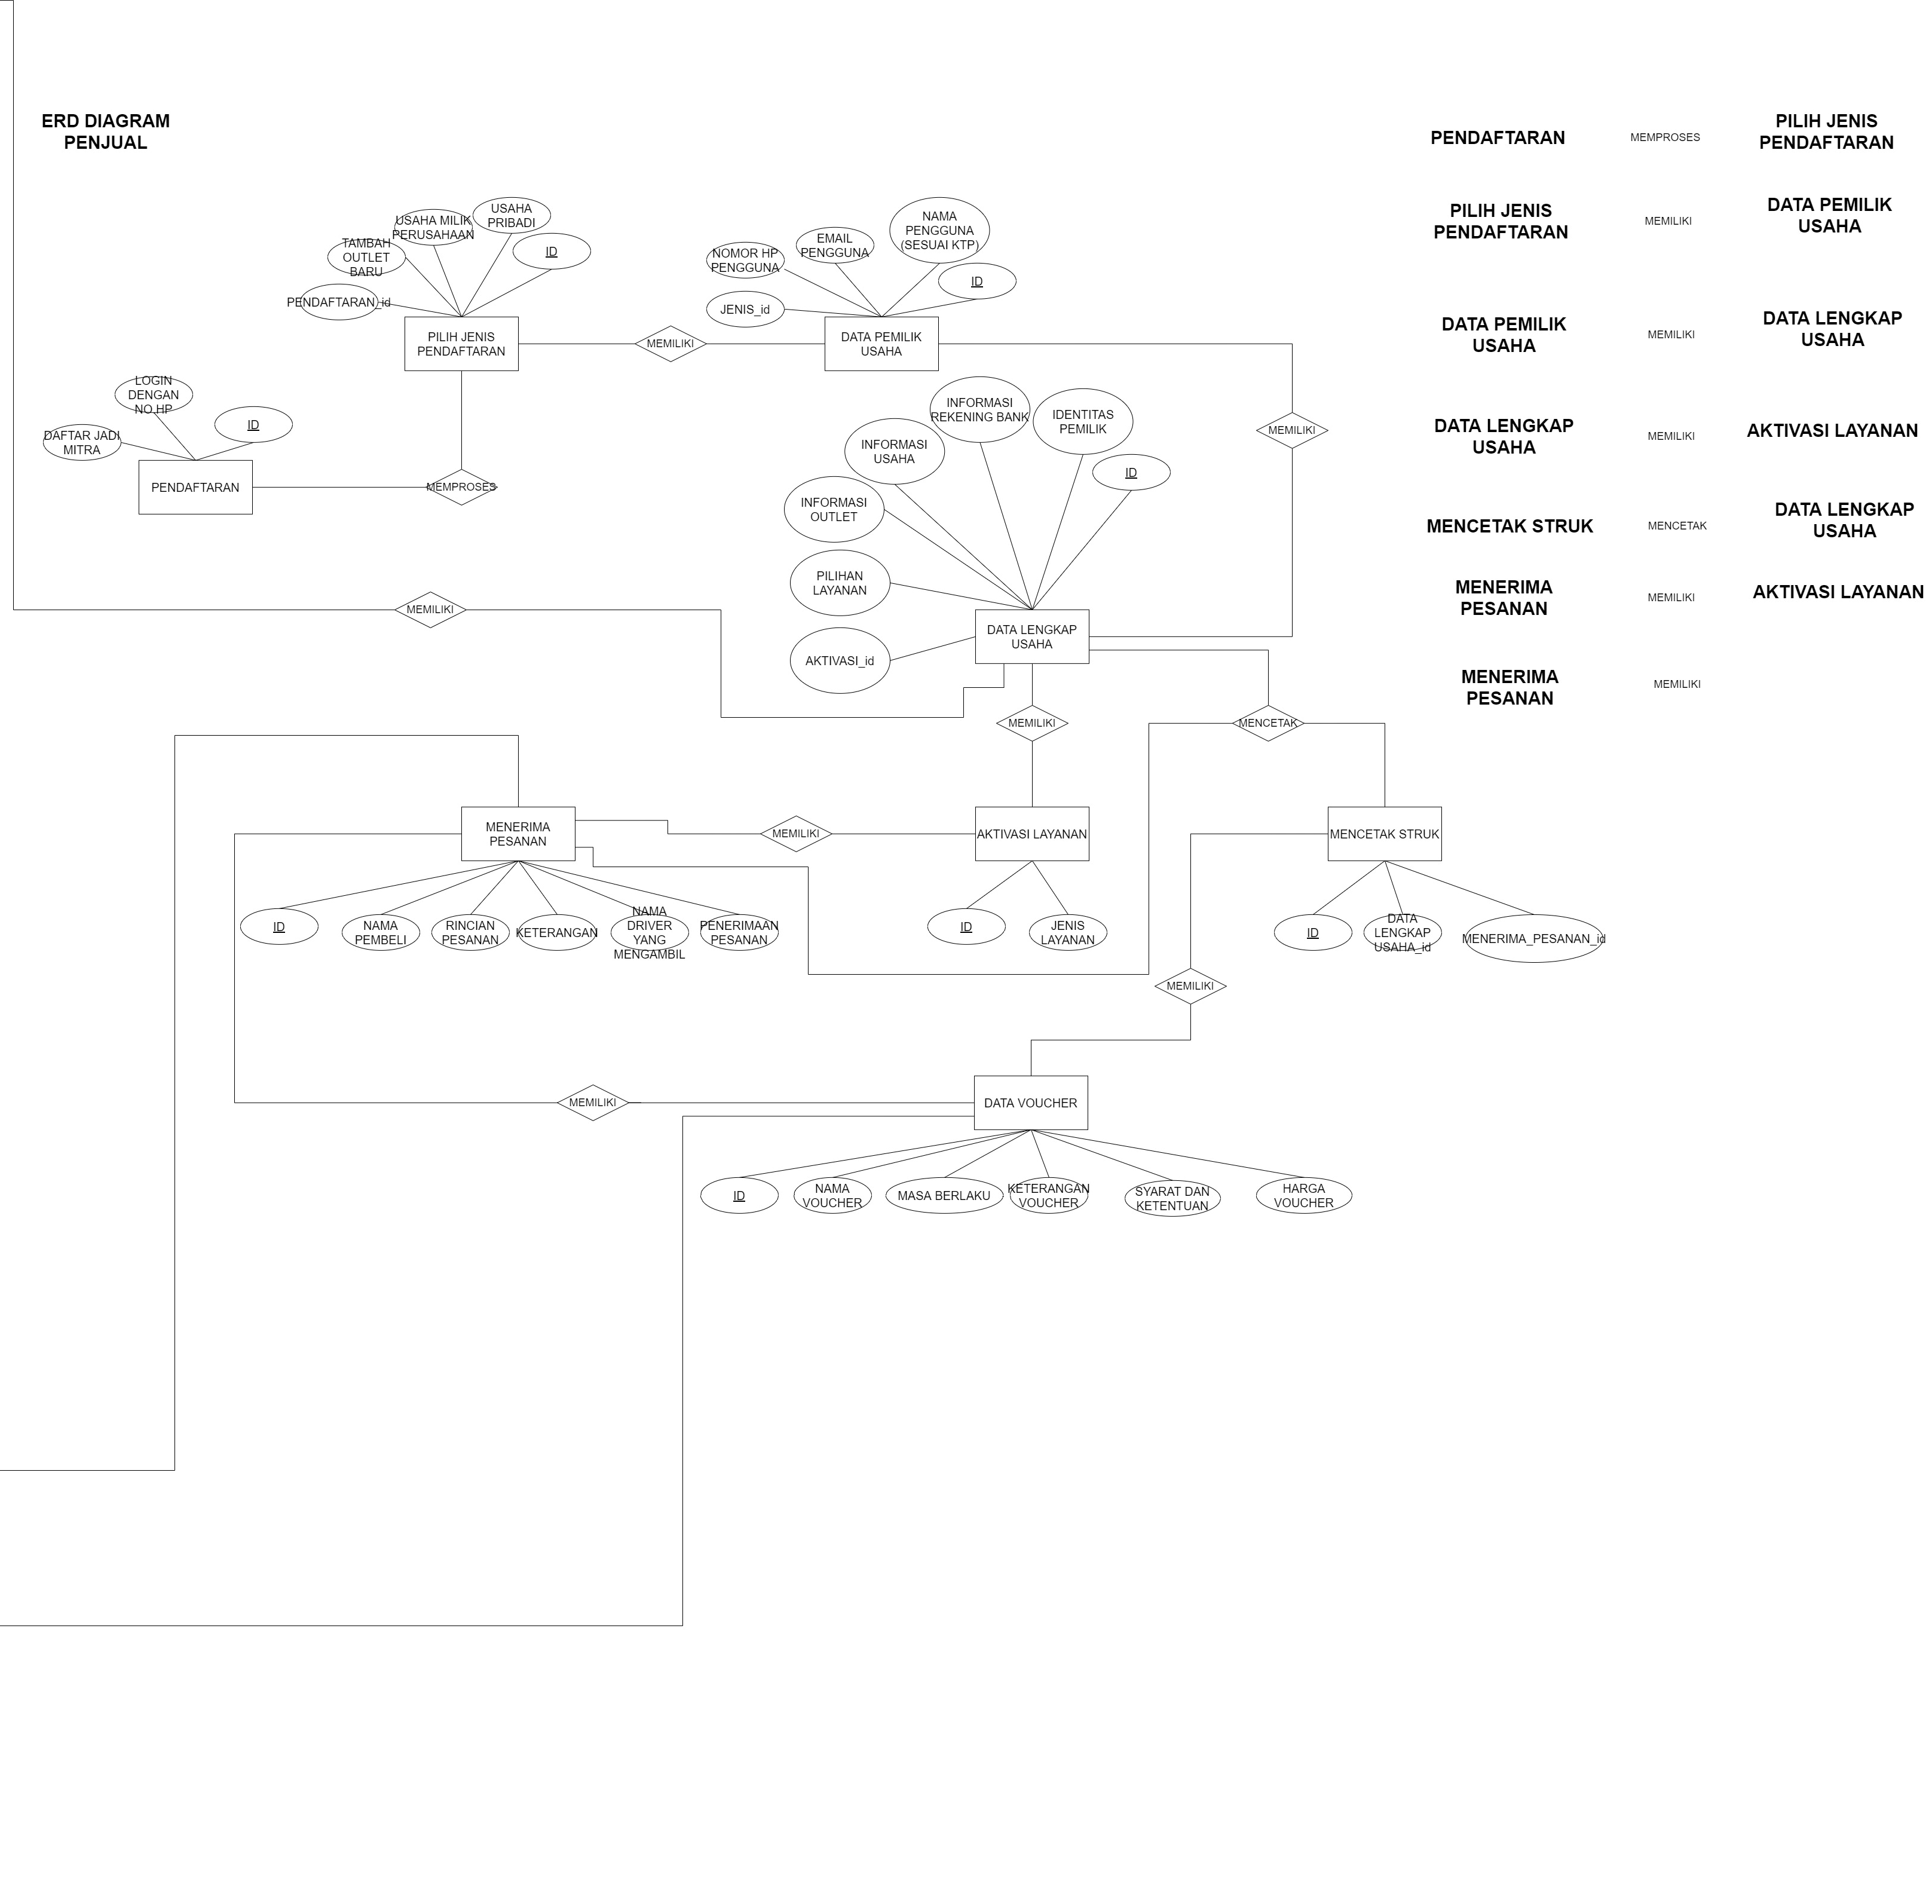 ERD DIAGRAM
PENJUAL
PENDAFTARAN
MEMPROSES
PILIH JENIS
PENDAFTARAN
PILIH JENIS
PENDAFTARAN
MEMILIKI
DATA PEMILIK
USAHA
DATA PEMILIK
USAHA
MEMILIKI
DATA LENGKAP
USAHA
DATA LENGKAP
USAHA
MEMILIKI
AKTIVASI LAYANAN
MENCETAK STRUK
MENCETAK
DATA LENGKAP
USAHA
MENERIMA
PESANAN
MEMILIKI
AKTIVASI LAYANAN
MENERIMA
PESANAN
MEMILIKI
USAHA
PRIBADI
USAHA MILIK
PERUSAHAAN
TAMBAH
OUTLET
BARU
ID
PENDAFTARAN_id
PILIH JENIS
PENDAFTARAN
MEMILIKI
NAMA
PENGGUNA
(SESUAI KTP)
EMAIL
PENGGUNA
NOMOR HP
PENGGUNA
ID
JENIS_id
DATA PEMILIK
USAHA
MEMILIKI
LOGIN
DENGAN
NO.HP
ID
DAFTAR JADI
MITRA
PENDAFTARAN
MEMPROSES
INFORMASI
REKENING BANK
IDENTITAS
PEMILIK
INFORMASI
USAHA
ID
INFORMASI
OUTLET
PILIHAN
LAYANAN
AKTIVASI_id
DATA LENGKAP
USAHA
MEMILIKI
MEMILIKI
MENCETAK
MENERIMA
PESANAN
MEMILIKI
AKTIVASI LAYANAN
MENCETAK STRUK
ID
NAMA
PEMBELI
RINCIAN
PESANAN
KETERANGAN
NAMA
DRIVER
YANG
MENGAMBIL
PENERIMAAN
PESANAN
ID
JENIS
LAYANAN
ID
DATA
LENGKAP
USAHA_id
MENERIMA_PESANAN_id
MEMILIKI
MEMILIKI
DATA VOUCHER
ID
NAMA
VOUCHER
MASA BERLAKU
KETERANGAN
VOUCHER
SYARAT DAN
KETENTUAN
HARGA
VOUCHER